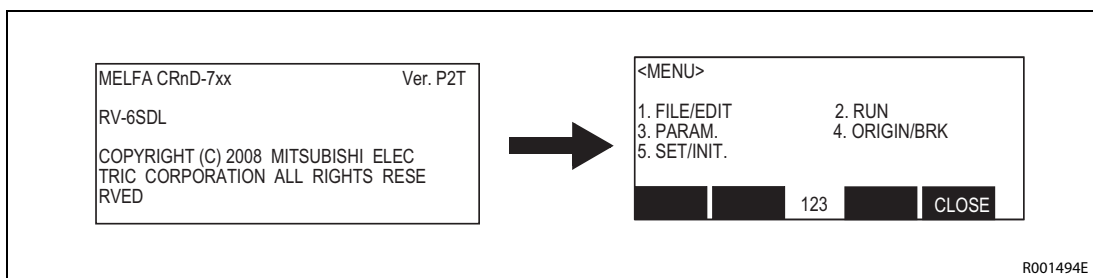 MELFA CRnD-7xx Ver. P2T
RV-6SDL
COPYRIGHT (C) 2008 MITSUBISHI ELEC
TRIC CORPORATION ALL RIGHTS RESE
RVED
<MENU>
1. FILE/EDIT 2. RUN
3. PARAM. 4. ORIGIN/BRK
5. SET/INIT.
123 CLOSE
R001494E